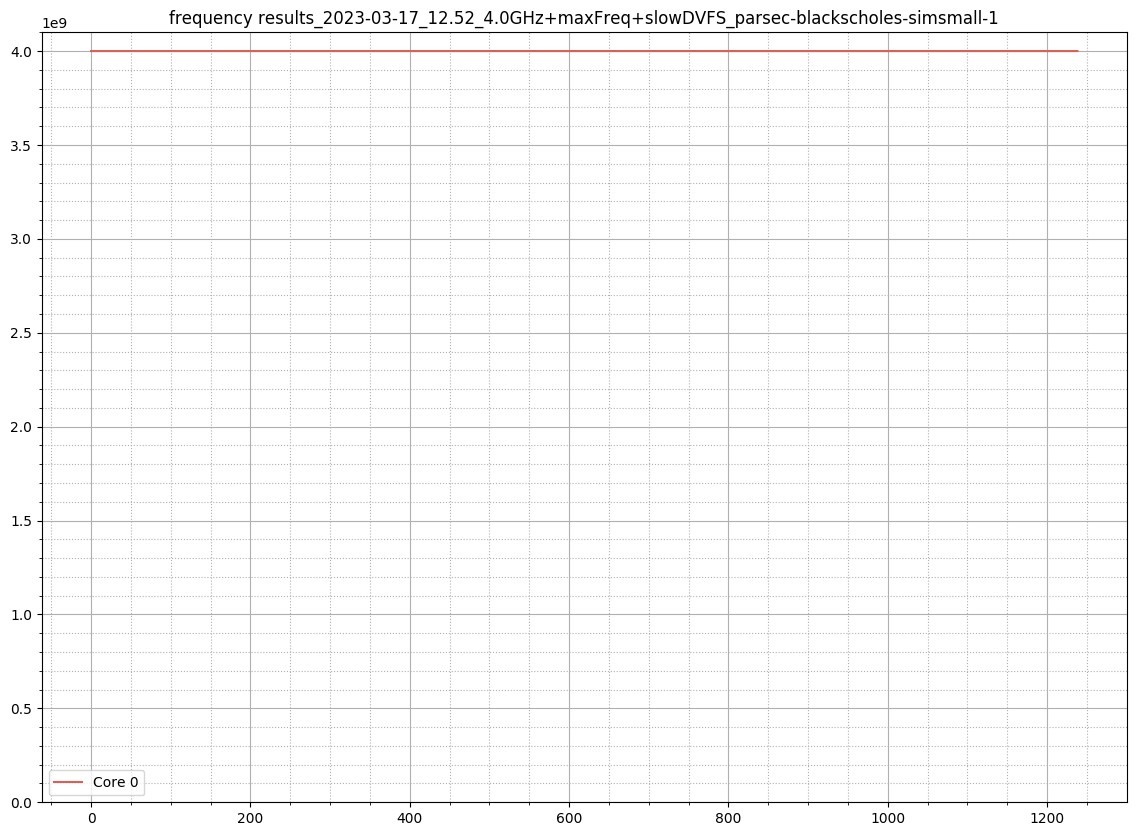 frequency results_2023-03-17_12.52_4.0GHz+maxFreq+slowDVFS_parsec-blackscholes-simsmall-1
1e9
4.0
3.5
3.0
2.5
2.0
1.5
1.0
0.5
0.0
Core 0
0 200 400 600 800 1000 1200